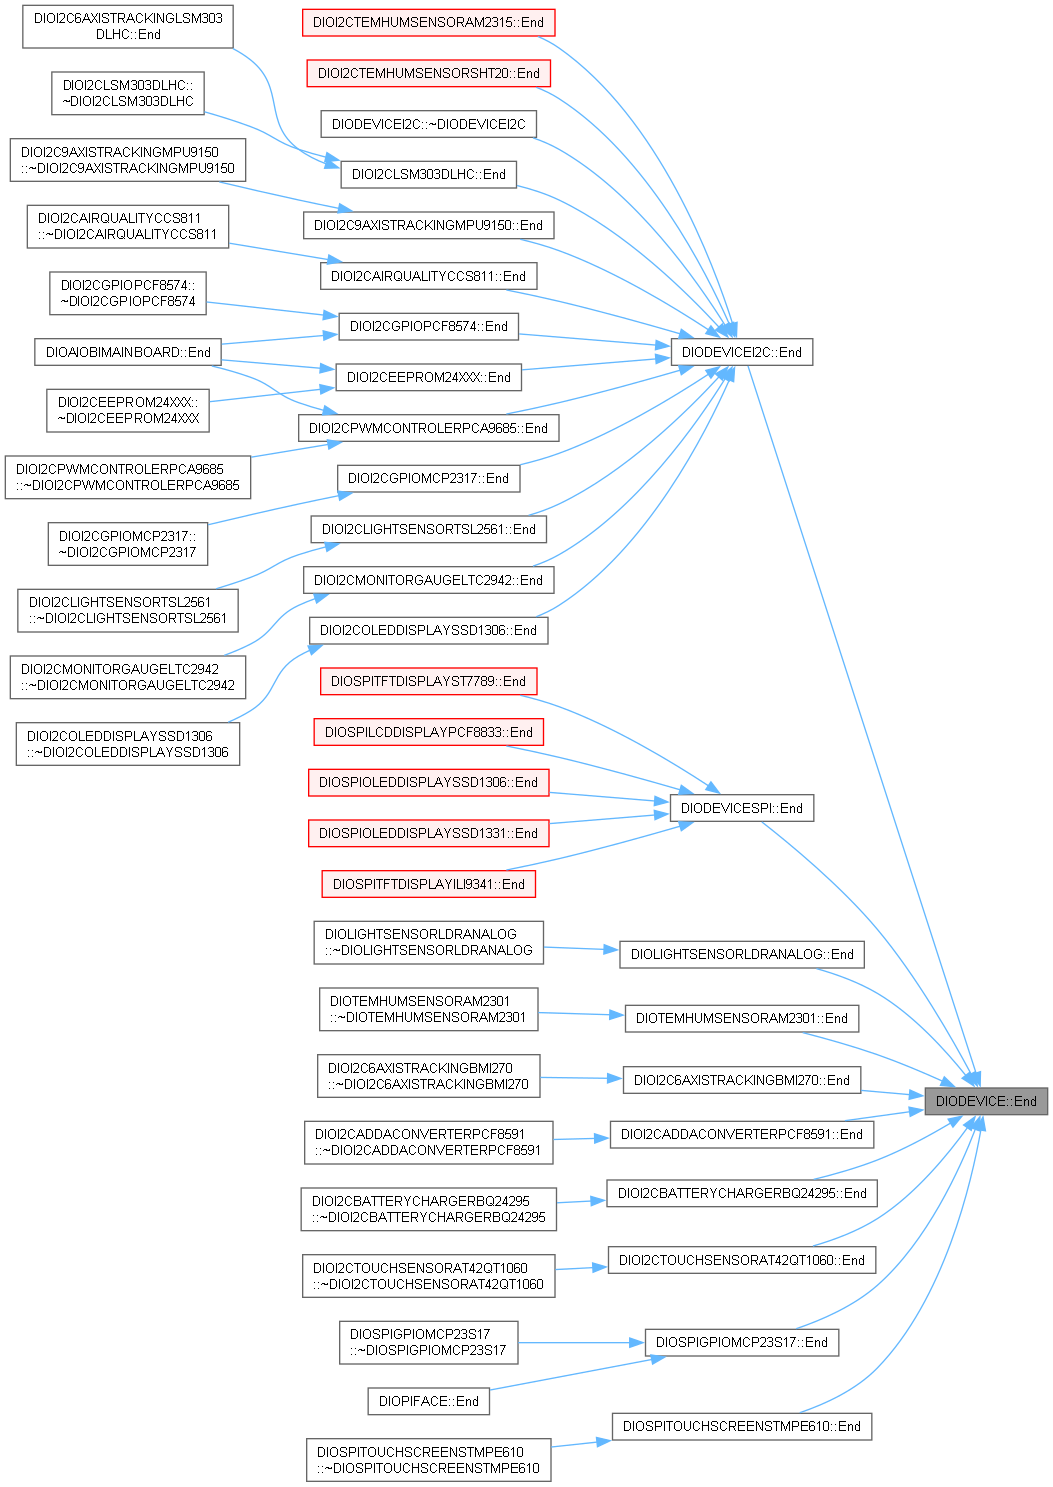 DIOI2C6AXISTRACKINGLSM303
DLHC::End
DIOI2CLSM303DLHC::
~DIOI2CLSM303DLHC
DIOI2C9AXISTRACKINGMPU9150
::~DIOI2C9AXISTRACKINGMPU9150
DIOI2CAIRQUALITYCCS811
::~DIOI2CAIRQUALITYCCS811
DIOI2CGPIOPCF8574::
~DIOI2CGPIOPCF8574
DIOAIOBIMAINBOARD::End
DIOI2CEEPROM24XXX::
~DIOI2CEEPROM24XXX
DIOI2CPWMCONTROLERPCA9685
::~DIOI2CPWMCONTROLERPCA9685
DIOI2CGPIOMCP2317::
~DIOI2CGPIOMCP2317
DIOI2CLIGHTSENSORTSL2561
::~DIOI2CLIGHTSENSORTSL2561
DIOI2CMONITORGAUGELTC2942
::~DIOI2CMONITORGAUGELTC2942
DIOI2COLEDDISPLAYSSD1306
::~DIOI2COLEDDISPLAYSSD1306
DIOI2CTEMHUMSENSORAM2315::End
DIOI2CTEMHUMSENSORSHT20::End
DIODEVICEI2C::~DIODEVICEI2C
DIOI2CLSM303DLHC::End
DIOI2C9AXISTRACKINGMPU9150::End
DIOI2CAIRQUALITYCCS811::End
DIOI2CGPIOPCF8574::End
DIOI2CEEPROM24XXX::End
DIOI2CPWMCONTROLERPCA9685::End
DIOI2CGPIOMCP2317::End
DIOI2CLIGHTSENSORTSL2561::End
DIOI2CMONITORGAUGELTC2942::End
DIOI2COLEDDISPLAYSSD1306::End
DIOSPITFTDISPLAYST7789::End
DIOSPILCDDISPLAYPCF8833::End
DIOSPIOLEDDISPLAYSSD1306::End
DIOSPIOLEDDISPLAYSSD1331::End
DIOSPITFTDISPLAYILI9341::End
DIOLIGHTSENSORLDRANALOG
::~DIOLIGHTSENSORLDRANALOG
DIOTEMHUMSENSORAM2301
::~DIOTEMHUMSENSORAM2301
DIOI2C6AXISTRACKINGBMI270
::~DIOI2C6AXISTRACKINGBMI270
DIOI2CADDACONVERTERPCF8591
::~DIOI2CADDACONVERTERPCF8591
DIOI2CBATTERYCHARGERBQ24295
::~DIOI2CBATTERYCHARGERBQ24295
DIOI2CTOUCHSENSORAT42QT1060
::~DIOI2CTOUCHSENSORAT42QT1060
DIOSPIGPIOMCP23S17
::~DIOSPIGPIOMCP23S17
DIOPIFACE::End
DIOSPITOUCHSCREENSTMPE610
::~DIOSPITOUCHSCREENSTMPE610
DIODEVICEI2C::End
DIODEVICESPI::End
DIOLIGHTSENSORLDRANALOG::End
DIOTEMHUMSENSORAM2301::End
DIOI2C6AXISTRACKINGBMI270::End
DIOI2CADDACONVERTERPCF8591::End
DIOI2CBATTERYCHARGERBQ24295::End
DIOI2CTOUCHSENSORAT42QT1060::End
DIOSPIGPIOMCP23S17::End
DIOSPITOUCHSCREENSTMPE610::End
DIODEVICE::End